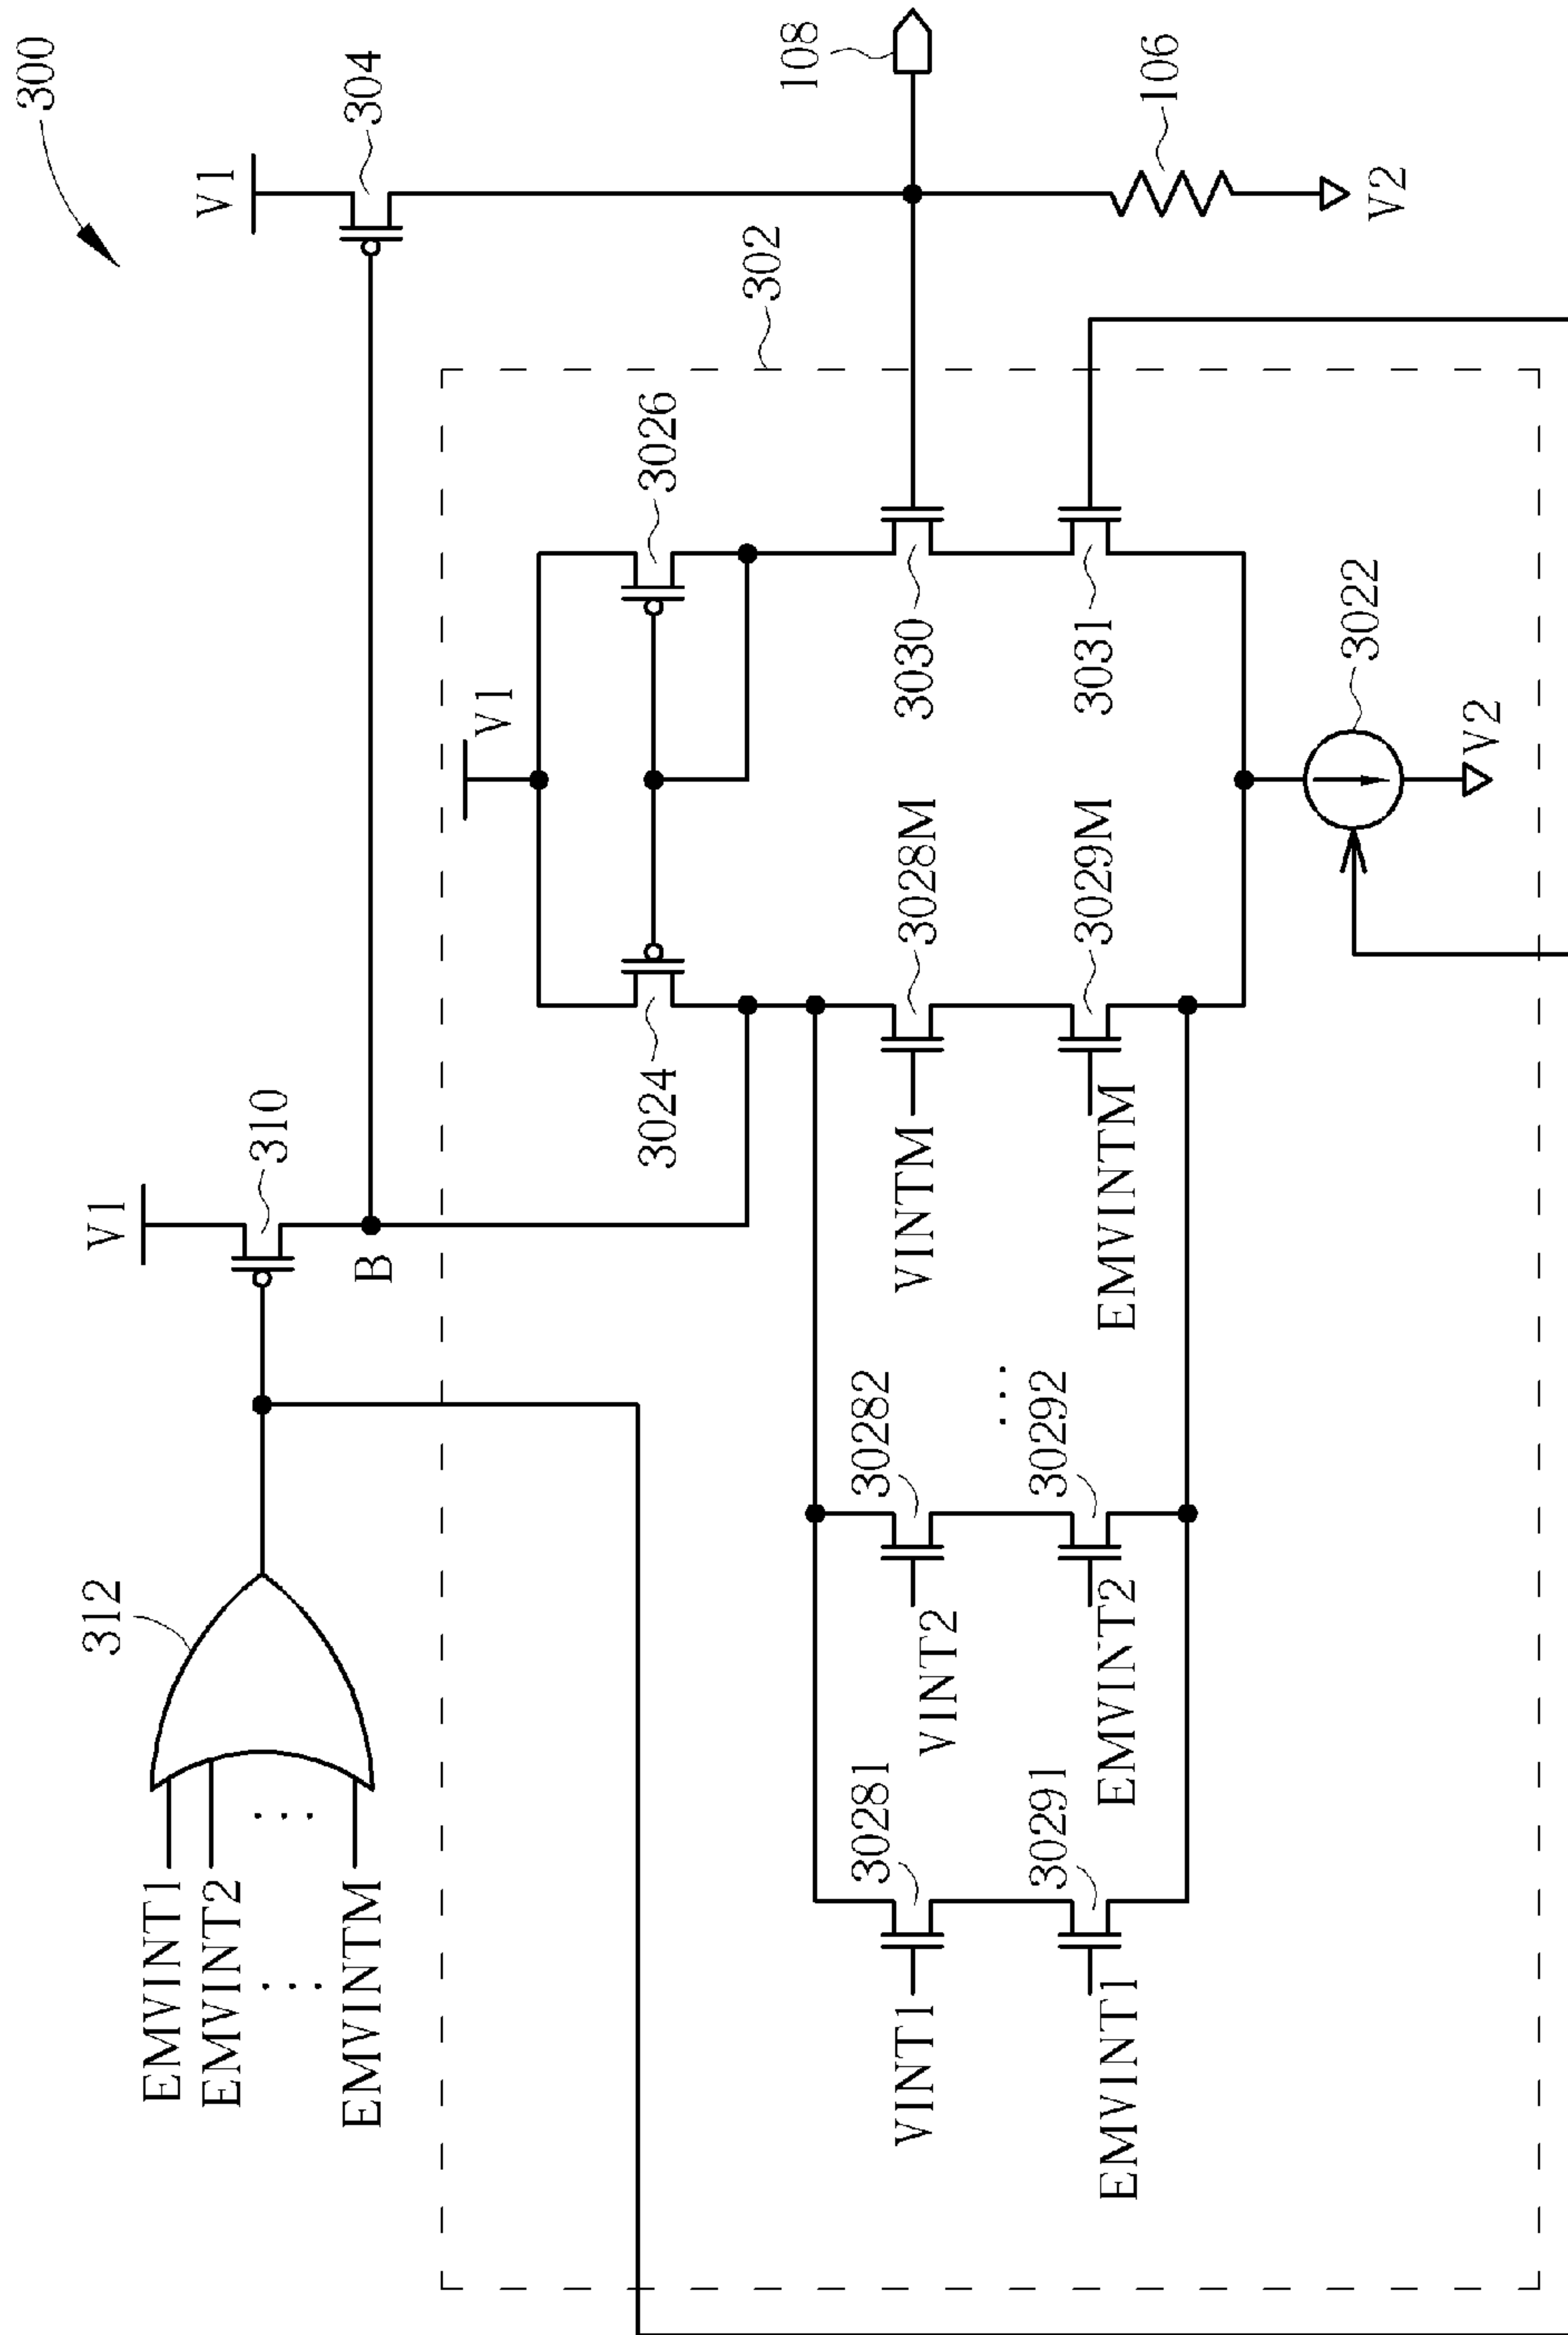 300
V1
304
108
106
V2
302
V1
310
B
312
EMVINT1
EMVINT2
EMVINTM
V1
3024
3026
3030
3031
3022
V2
3028M
3029M
VINTM
EMVINTM
30282
30292
VINT2
EMVINT2
30281
30291
VINT1
EMVINT1